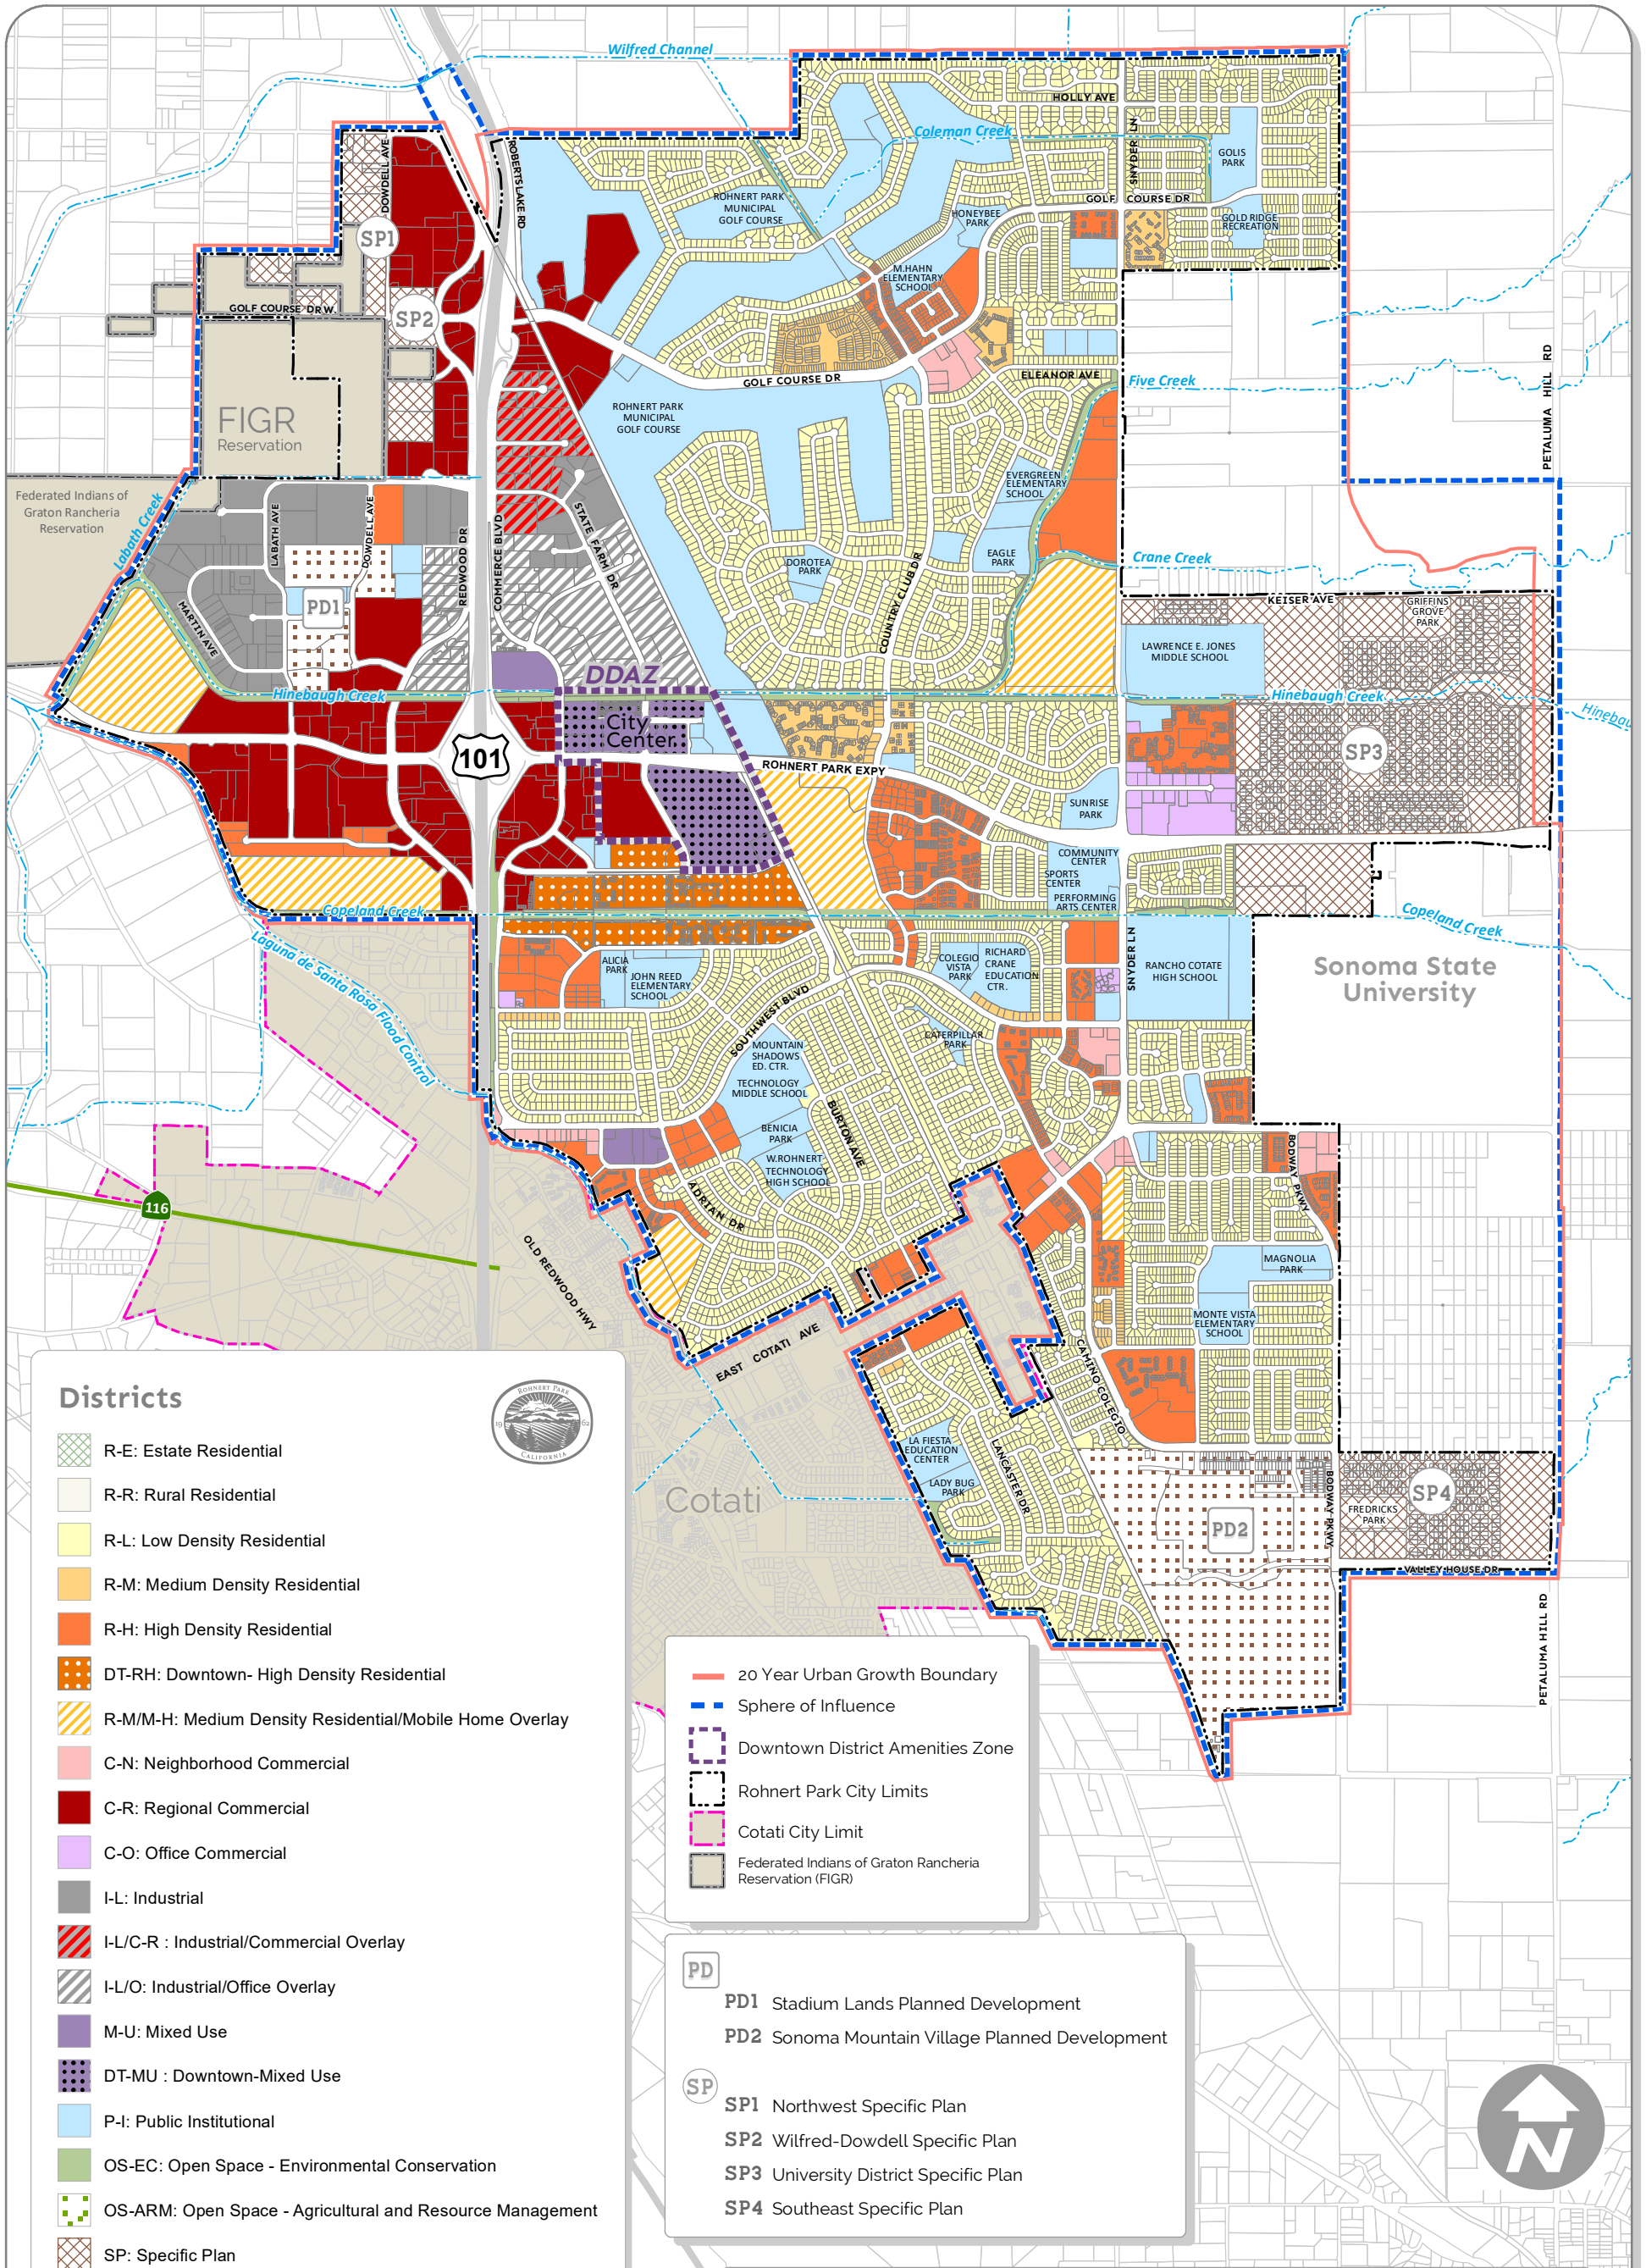 Wilfred Channel
HOLLY AVE
Coleman Creek
SNYDER LN
GOLIS
PARK
DOWDELL AVE
ROBERTS LAKE RD
ROHNERT PARK
MUNICIPAL
GOLF COURSE
GOLF COURSE DR
HONEYBEE
PARK
GOLD RIDGE
RECREATION
SP1
M.HAHN
ELEMENTARY
SCHOOL
GOLF COURSE DR W.
SP2
PETALUMA HILL RD
GOLF COURSE DR
ELEANOR AVE
Five Creek
FIGR
Reservation
ROHNERT PARK
MUNICIPAL
GOLF COURSE
EVERGREEN
ELEMENTARY
SCHOOL
Federated Indians of
Graton Rancheria
Reservation
Labath Creek
LABATH AVE
DOWDELL AVE
REDWOOD DR
COMMERCE BLVD
STATE FARM DR
DOROTEA
PARK
EAGLE
PARK
Crane Creek
COUNTRY CLUB DR
KEISER AVE
GRIFFINS
GROVE
PARK
PD1
MARTIN AVE
LAWRENCE E. JONES
MIDDLE SCHOOL
DDAZ
Hinebaugh Creek
Hinebaugh Creek
Hinebau
City
Center
101
SP3
ROHNERT PARK EXPY
SUNRISE
PARK
COMMUNITY
CENTER
SPORTS
CENTER
PERFORMING
ARTS CENTER
Copeland Creek
Copeland Creek
Laguna de Santa Rosa Flood Control
ALICIA
PARK
JOHN REED
ELEMENTARY
SCHOOL
COLEGIO
VISTA
PARK
RICHARD
CRANE
EDUCATION
CTR.
SNYDER LN
RANCHO COTATE
HIGH SCHOOL
Sonoma State
University
SOUTHWEST BLVD
CATERPILLAR
PARK
MOUNTAIN
SHADOWS
ED. CTR.
TECHNOLOGY
MIDDLE SCHOOL
BENICIA
PARK
BURTON AVE
W.ROHNERT
TECHNOLOGY
HIGH SCHOOL
BODWAY PKWY
116
ADRIAN DR
OLD REDWOOD HWY
MAGNOLIA
PARK
MONTE VISTA
ELEMENTARY
SCHOOL
EAST COTATI AVE
CAMINO COLEGIO
LA FIESTA
EDUCATION
CENTER
LADY BUG
PARK
LANCASTER DR
Cotati
PD2
BODWAY PKWY
SP4
FREDRICKS
PARK
VALLEY HOUSE DR
PETALUMA HILL RD
Districts
ROHNERT PARK
19 62
CALIFORNIA
R-E: Estate Residential
R-R: Rural Residential
R-L: Low Density Residential
R-M: Medium Density Residential
R-H: High Density Residential
DT-RH: Downtown- High Density Residential
R-M/M-H: Medium Density Residential/Mobile Home Overlay
C-N: Neighborhood Commercial
C-R: Regional Commercial
C-O: Office Commercial
I-L: Industrial
I-L/C-R : Industrial/Commercial Overlay
I-L/O: Industrial/Office Overlay
M-U: Mixed Use
DT-MU : Downtown-Mixed Use
P-I: Public Institutional
OS-EC: Open Space - Environmental Conservation
OS-ARM: Open Space - Agricultural and Resource Management
SP: Specific Plan
20 Year Urban Growth Boundary
Sphere of Influence
Downtown District Amenities Zone
Rohnert Park City Limits
Cotati City Limit
Federated Indians of Graton Rancheria
Reservation (FIGR)
PD
PD1 Stadium Lands Planned Development
PD2 Sonoma Mountain Village Planned Development
SP
SP1 Northwest Specific Plan
SP2 Wilfred-Dowdell Specific Plan
SP3 University District Specific Plan
SP4 Southeast Specific Plan
N